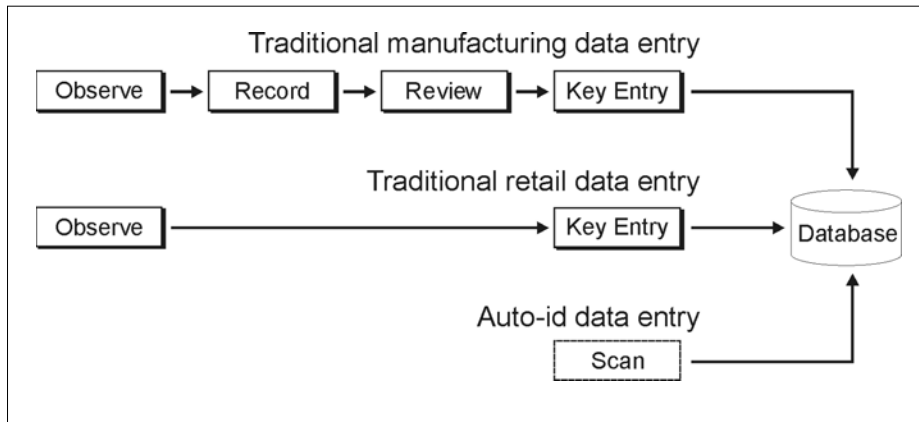 Traditional manufacturing data entry
Observe
Record
Review
Key Entry
Traditional retail data entry
Observe
Key Entry
Database
Auto-id data entry
Scan